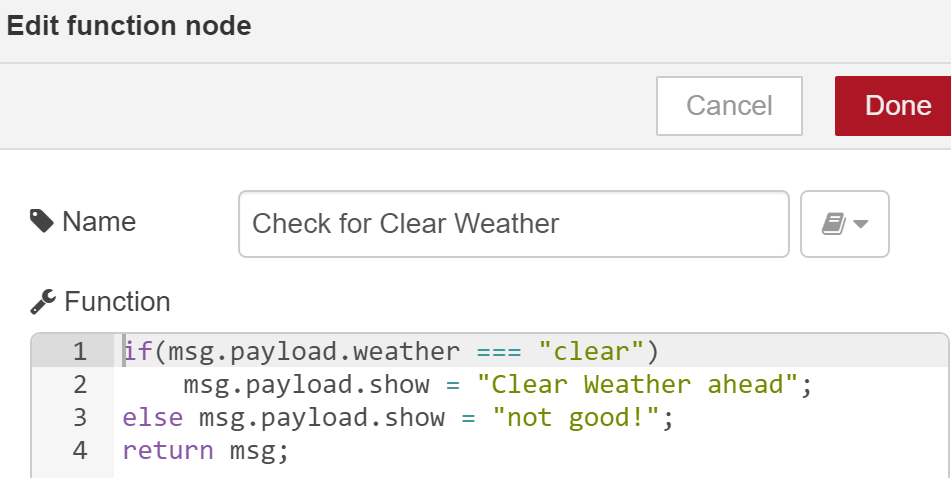 Edit function node
Cancel Done
Name Check for Clear Weather
Function
1 if(msg.payload.weather === "clear")
2     msg.payload.show = "Clear Weather ahead";
3 else msg.payload.show = "not good!";
4 return msg;